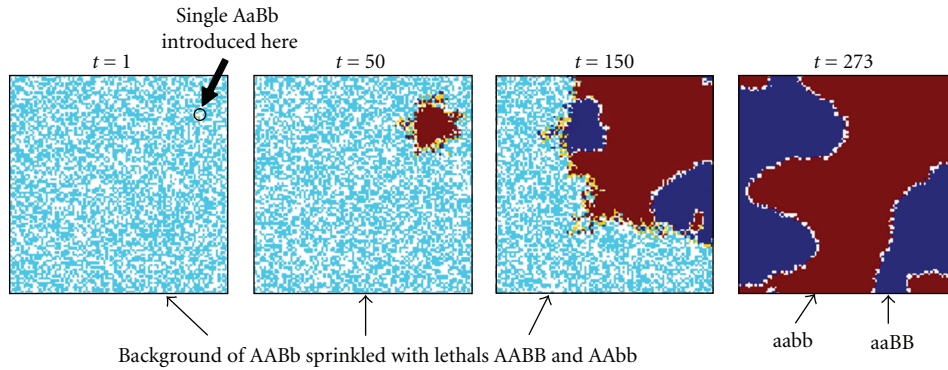 Single AaBb
introduced here
t = 1
t = 50
t = 150
t = 273
Background of AABb sprinkled with lethals AABB and AAbb
aabb
aaBB